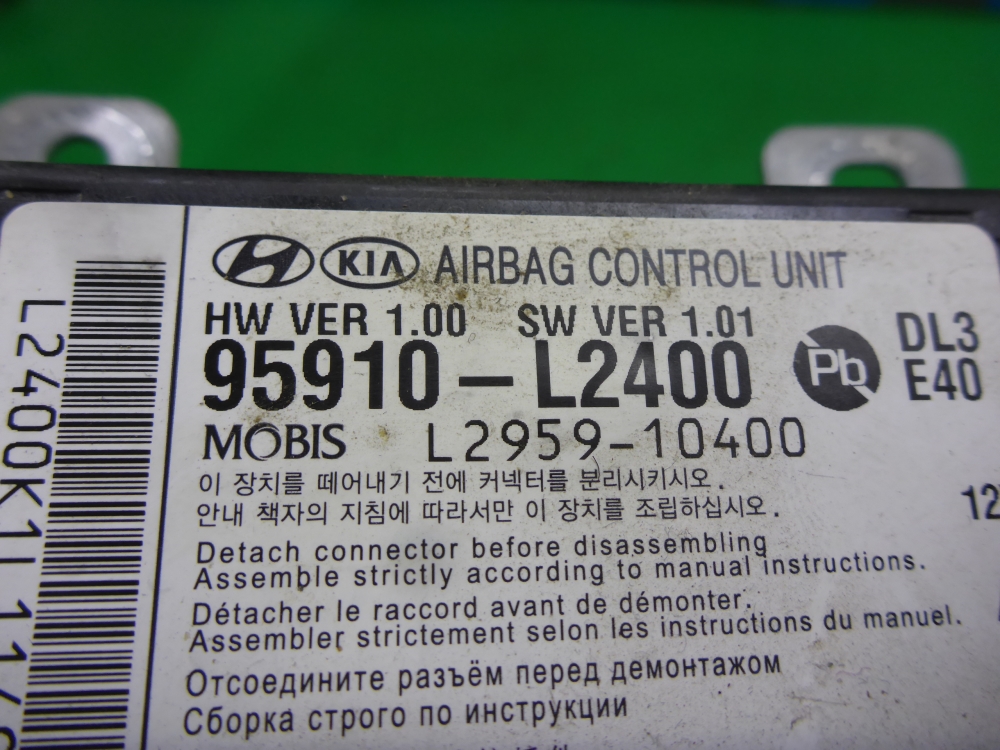 KIA AIRBAG CONTROL UNIT
HW VER 1.00 SW VER 1.01
95910-L2400
Pb
DL3
E40
MOBIS L2959-10400
이 장치를 떼어내기 전에 커넥터를 분리시키시오.
안내 책자의 지침에 따라서만 이 장치를 조립하십시오.
Detach connector before disassembling
Assemble strictly according to manual instructions.
Détacher le raccord avant de démonter.
Assembler strictement selon les instructions du manuel.
Отсоедините разъём перед демонтажом
Сборка строго по инструкции